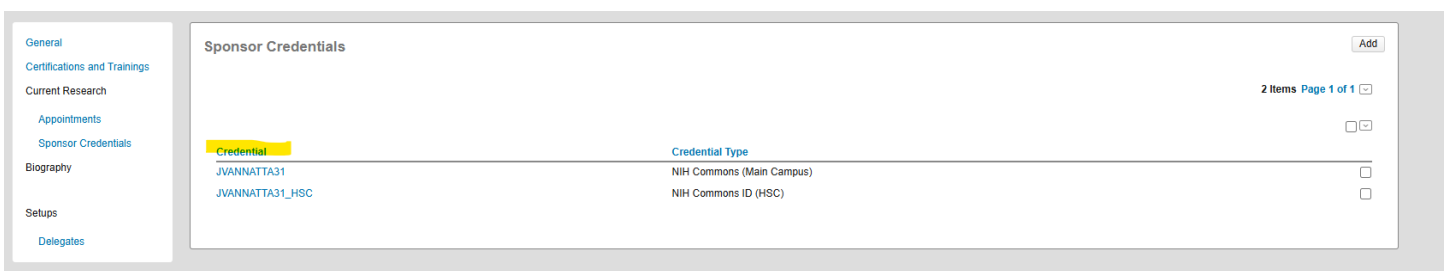 General
Certifications and Trainings
Current Research
Appointments
Sponsor Credentials
Biography
Setups
Delegates
Sponsor Credentials
Add
2 Items Page 1 of 1
Credential Credential Type
JVANNATTA31 NIH Commons (Main Campus)
JVANNATTA31_HSC NIH Commons ID (HSC)